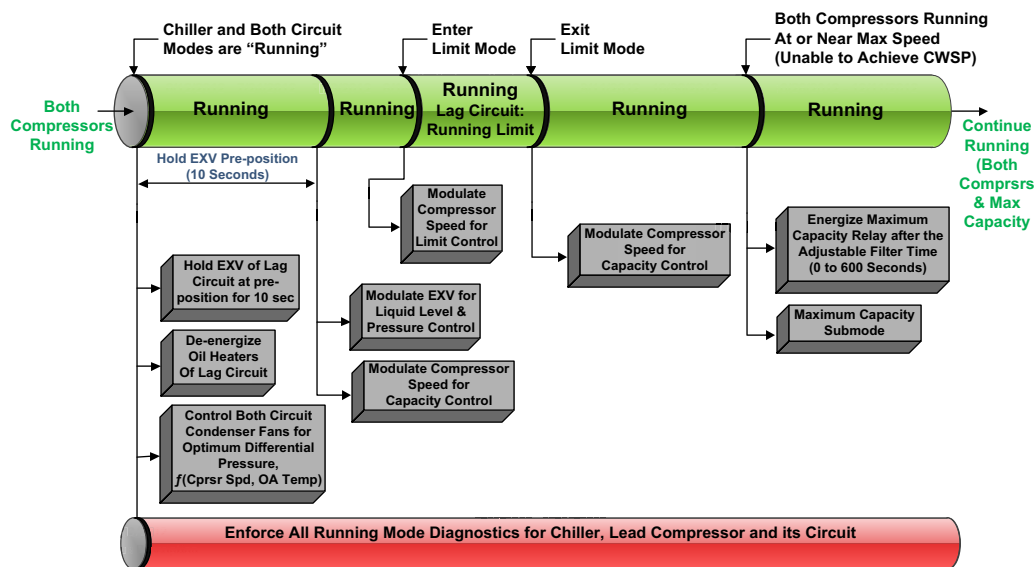 Chiller and Both Circuit
Modes are “Running”
Enter
Limit Mode
Exit
Limit Mode
Both Compressors Running
At or Near Max Speed
(Unable to Achieve CWSP)
Both
Compressors
Running
Running
Running
Running
Lag Circuit:
Running Limit
Running
Running
Continue
Running
(Both
Comprsrs
& Max
Capacity
Hold EXV Pre-position
(10 Seconds)
Modulate
Compressor
Speed for
Limit Control
Modulate Compressor
Speed for
Capacity Control
Energize Maximum
Capacity Relay after the
Adjustable Filter Time
(0 to 600 Seconds)
Hold EXV of Lag
Circuit at pre-
position for 10 sec
Modulate EXV for
Liquid Level &
Pressure Control
Maximum Capacity
Submode
De-energize
Oil Heaters
Of Lag Circuit
Modulate Compressor
Speed for
Capacity Control
Control Both Circuit
Condenser Fans for
Optimum Differential
Pressure,
ƒ(Cprsr Spd, OA Temp)
Enforce All Running Mode Diagnostics for Chiller, Lead Compressor and its Circuit